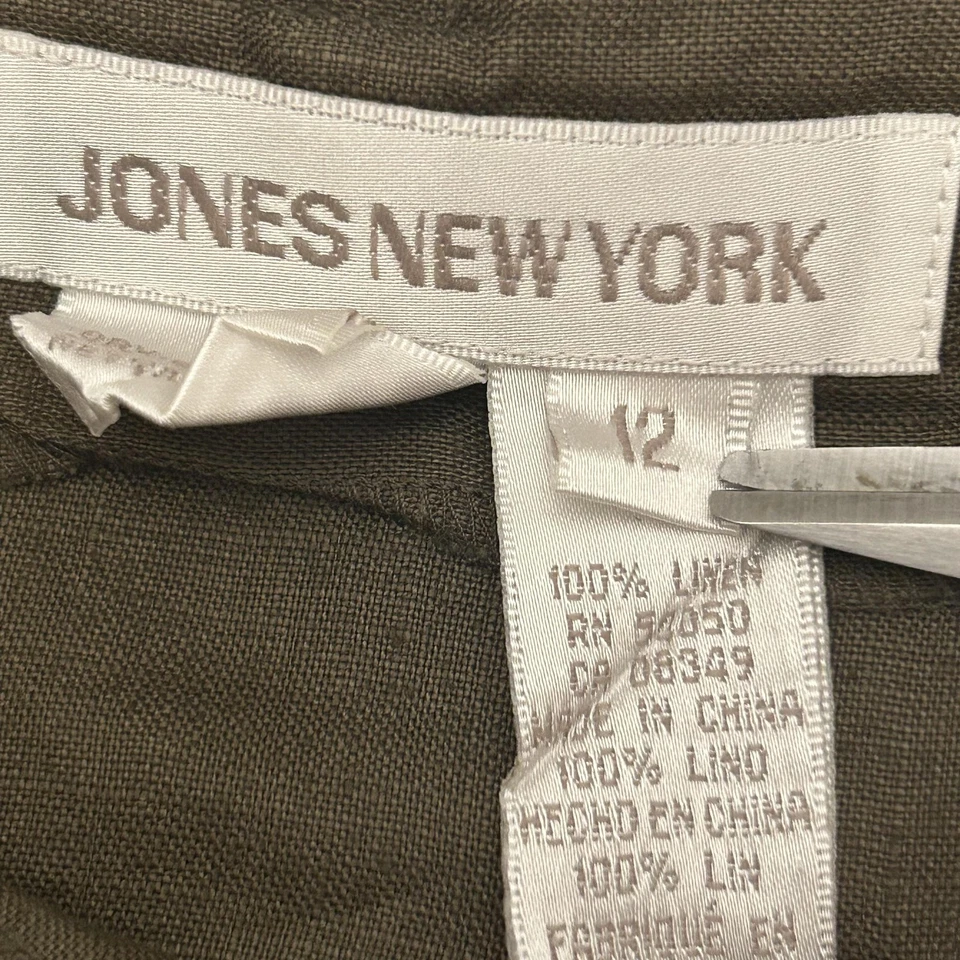 JONES NEW YORK
12
100% LINEN
RN 54050
CA 08349
MADE IN CHINA
100% LINO
HECHO EN CHINA
100% LIN
FABRIQUÉ EN